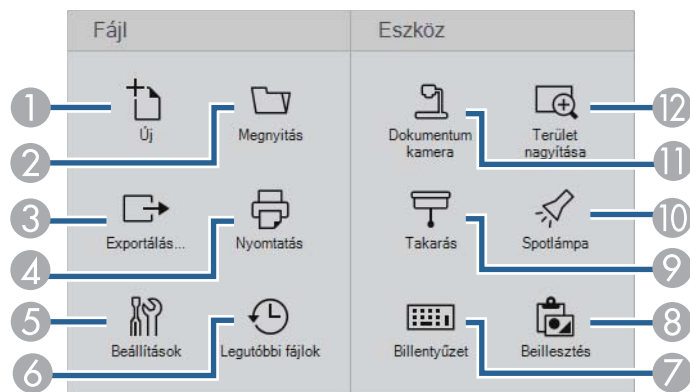 Fájl
Eszköz
1
Új
2
Megnyitás
Dokumentum
kamera
11
Terület
nagyítása
12
3
Exportálás...
4
Nyomtatás
Takarás
9
Spotlámpa
10
5
Beállítások
6
Legutóbbi fájlok
Billentyűzet
7
Beillesztés
8